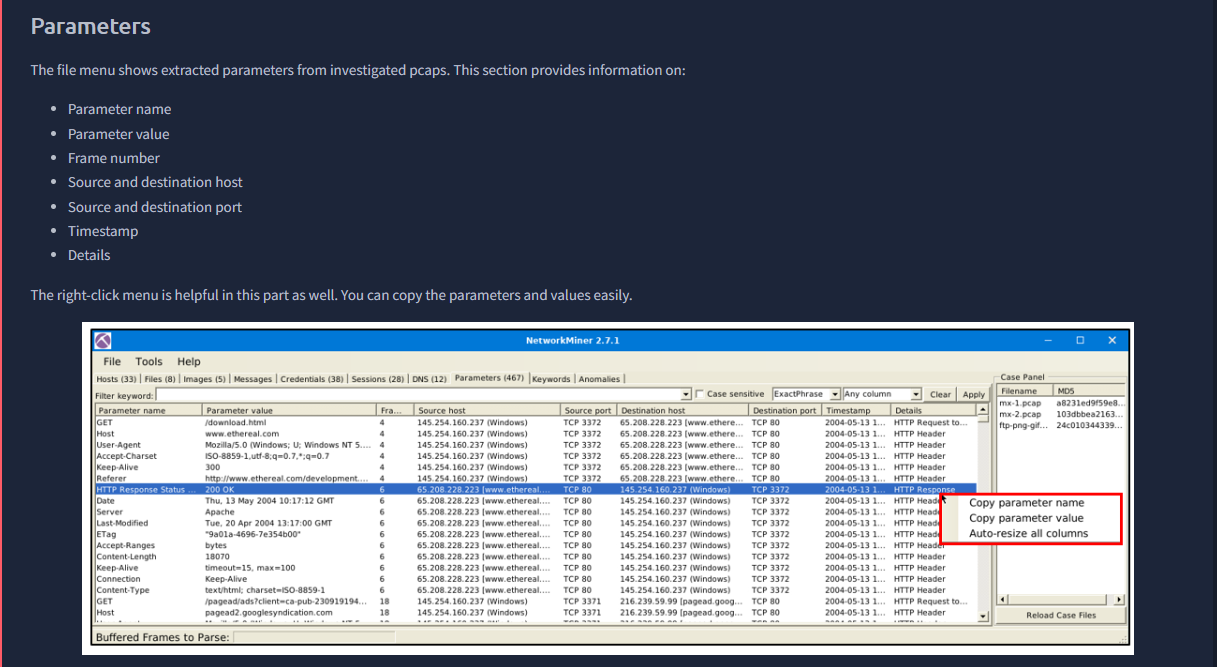 Parameters
The file menu shows extracted parameters from investigated pcaps. This section provides information on:
Parameter name
Parameter value
Frame number
Source and destination host
Source and destination port
Timestamp
Details
The right-click menu is helpful in this part as well. You can copy the parameters and values easily.
NetworkMiner 2.7.1
File Tools Help
Hosts (33) Files (8) Images (5) Messages Credentials (38) Sessions (28) DNS (12) Parameters (467) Keywords Anomalies
Case Panel
Filter keyword: Case sensitive ExactPhrase Any column Clear Apply
Filename MD5
Parameter name Parameter value Fra... Source host Source port Destination host Destination port Timestamp Details
mx-1.pcap a8231ed9f59e8...
mx-2.pcap 103dbbea2163...
ftp-png-gif... 24c010344339...
GET /download.html 4 145.254.160.237 (Windows) TCP 3372 65.208.228.223 [www.ethere... TCP 80 2004-05-13 1... HTTP Request to...
Host www.ethereal.com 4 145.254.160.237 (Windows) TCP 3372 65.208.228.223 [www.ethere... TCP 80 2004-05-13 1... HTTP Header
User-Agent Mozilla/5.0 (Windows; U; Windows NT 5.... 4 145.254.160.237 (Windows) TCP 3372 65.208.228.223 [www.ethere... TCP 80 2004-05-13 1... HTTP Header
Accept-Charset ISO-8859-1,utf-8;q=0.7,*;q=0.7 4 145.254.160.237 (Windows) TCP 3372 65.208.228.223 [www.ethere... TCP 80 2004-05-13 1... HTTP Header
Keep-Alive 300 4 145.254.160.237 (Windows) TCP 3372 65.208.228.223 [www.ethere... TCP 80 2004-05-13 1... HTTP Header
Referer http://www.ethereal.com/development.... 4 145.254.160.237 (Windows) TCP 3372 65.208.228.223 [www.ethere... TCP 80 2004-05-13 1... HTTP Header
HTTP Response Status ... 200 OK 6 65.208.228.223 [www.ethereal.... TCP 80 145.254.160.237 (Windows) TCP 3372 2004-05-13 1... HTTP Response
Date Thu, 13 May 2004 10:17:12 GMT 6 65.208.228.223 [www.ethereal.... TCP 80 145.254.160.237 (Windows) TCP 3372 2004-05-13 1... HTTP Heade
Server Apache 6 65.208.228.223 [www.ethereal.... TCP 80 145.254.160.237 (Windows) TCP 3372 2004-05-13 1... HTTP Heade
Last-Modified Tue, 20 Apr 2004 13:17:00 GMT 6 65.208.228.223 [www.ethereal.... TCP 80 145.254.160.237 (Windows) TCP 3372 2004-05-13 1... HTTP Heade
ETag "9a01a-4696-7e354b00" 6 65.208.228.223 [www.ethereal.... TCP 80 145.254.160.237 (Windows) TCP 3372 2004-05-13 1... HTTP Heade
Accept-Ranges bytes 6 65.208.228.223 [www.ethereal.... TCP 80 145.254.160.237 (Windows) TCP 3372 2004-05-13 1... HTTP Header
Content-Length 18070 6 65.208.228.223 [www.ethereal.... TCP 80 145.254.160.237 (Windows) TCP 3372 2004-05-13 1... HTTP Header
Keep-Alive timeout=15, max=100 6 65.208.228.223 [www.ethereal.... TCP 80 145.254.160.237 (Windows) TCP 3372 2004-05-13 1... HTTP Header
Connection Keep-Alive 6 65.208.228.223 [www.ethereal.... TCP 80 145.254.160.237 (Windows) TCP 3372 2004-05-13 1... HTTP Header
Content-Type text/html; charset=ISO-8859-1 6 65.208.228.223 [www.ethereal.... TCP 80 145.254.160.237 (Windows) TCP 3372 2004-05-13 1... HTTP Header
GET /pagead/ads?client=ca-pub-230919194... 18 145.254.160.237 (Windows) TCP 3371 216.239.59.99 [pagead.goog... TCP 80 2004-05-13 1... HTTP Request to...
Host pagead2.googlesyndication.com 18 145.254.160.237 (Windows) TCP 3371 216.239.59.99 [pagead.goog... TCP 80 2004-05-13 1... HTTP Header
Copy parameter name
Copy parameter value
Auto-resize all columns
Reload Case Files
Buffered Frames to Parse: